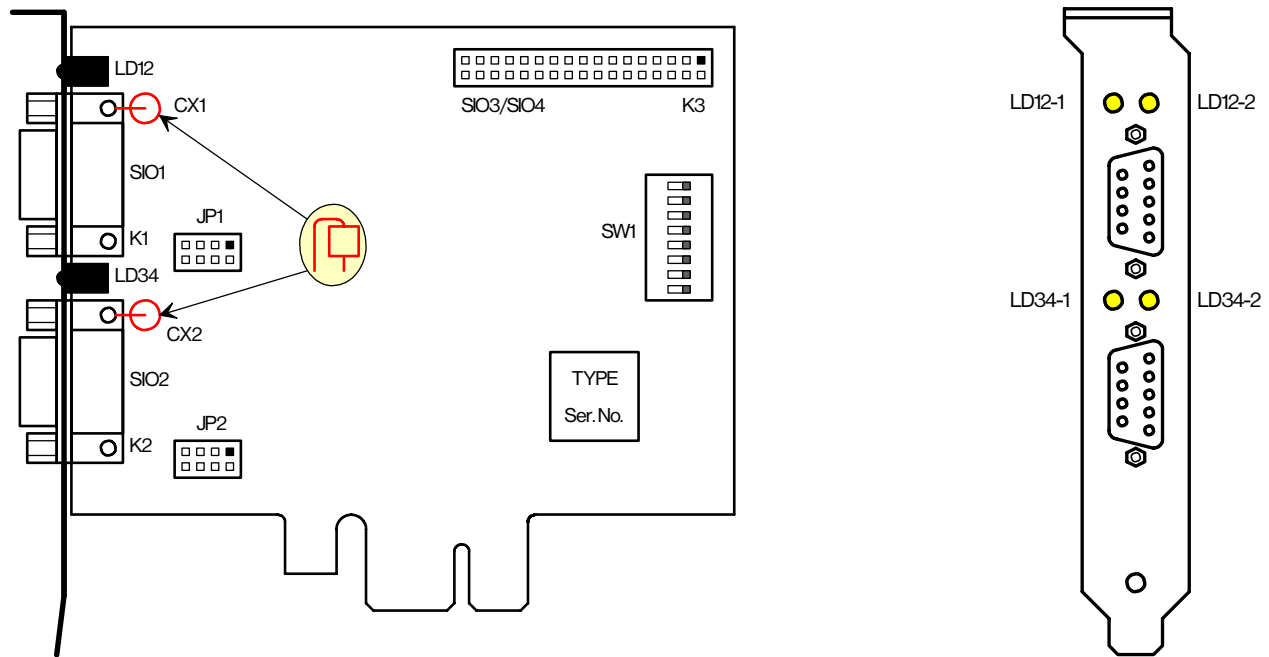 LD12
CX1
SIO1
K1
JP1
LD34
CX2
SIO2
K2
JP2
SIO3/SIO4
K3
SW1
TYPE
Ser. No.
LD12-1
LD12-2
LD34-1
LD34-2